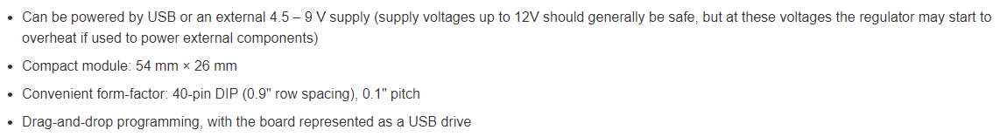 • Can be powered by USB or an external 4.5 – 9 V supply (supply voltages up to 12V should generally be safe, but at these voltages the regulator may start to
overheat if used to power external components)
• Compact module: 54 mm × 26 mm
• Convenient form-factor: 40-pin DIP (0.9" row spacing), 0.1" pitch
• Drag-and-drop programming, with the board represented as a USB drive